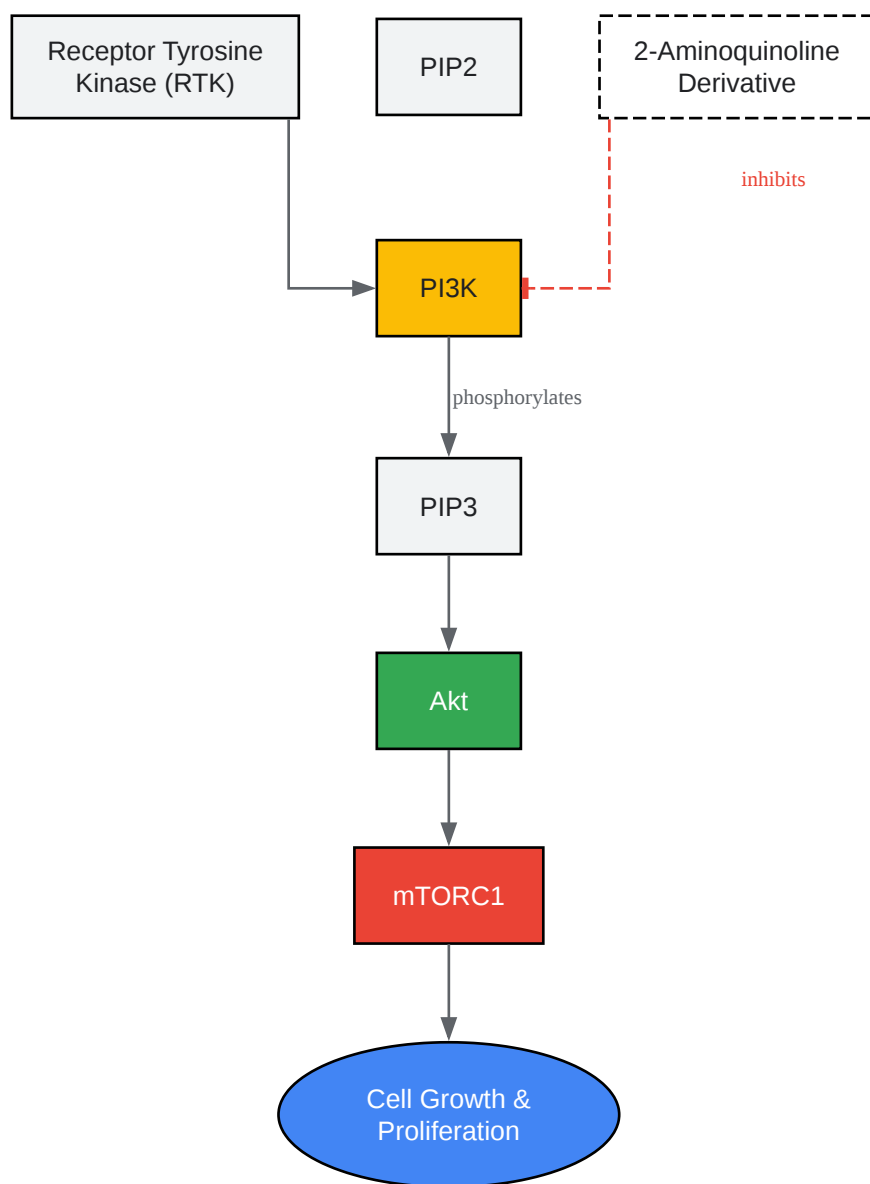 Receptor Tyrosine
Kinase (RTK)
PIP2
2-Aminoquinoline
Derivative
inhibits
PI3K
phosphorylates
PIP3
Akt
mTORC1
Cell Growth &
Proliferation